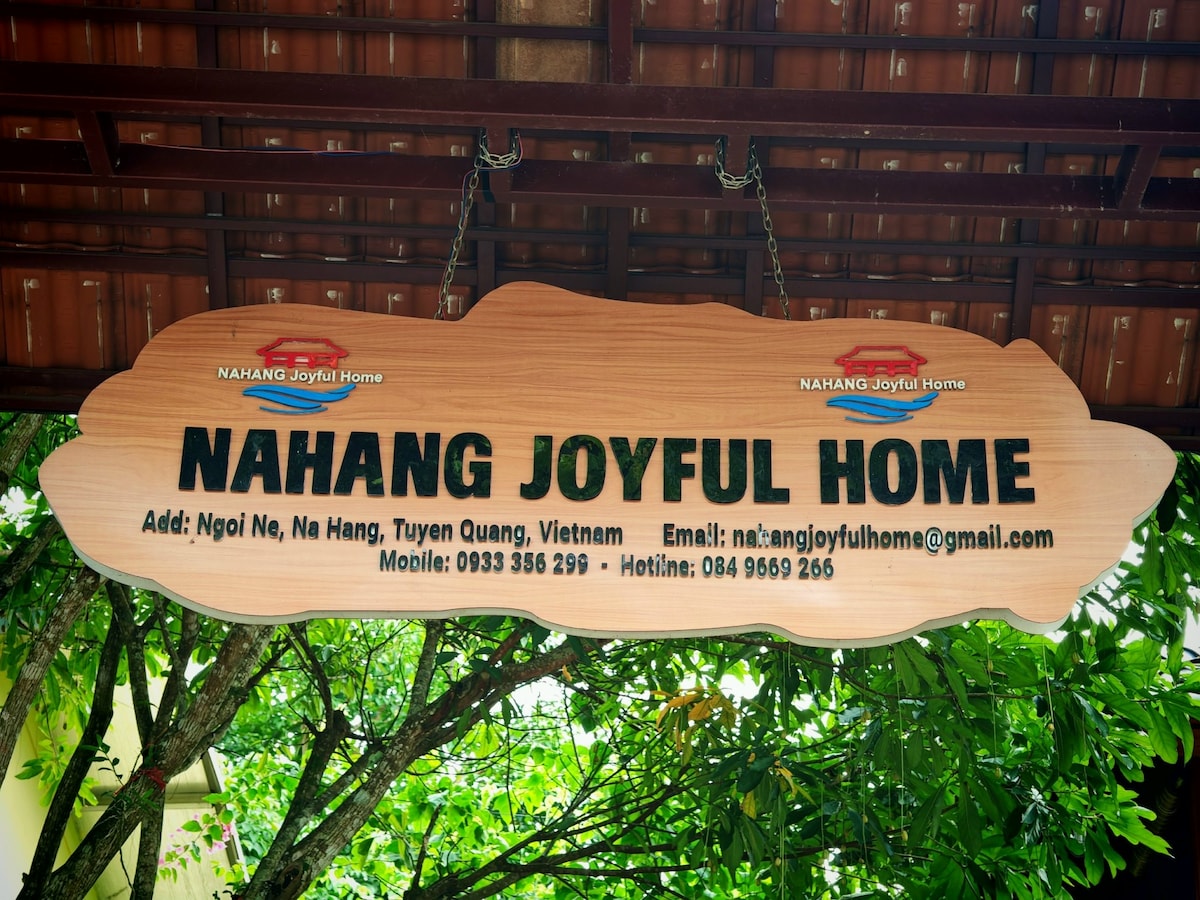 NAHANG Joyful Home
NAHANG Joyful Home
NAHANG JOYFUL HOME
Add: Ngoi Ne, Na Hang, Tuyen Quang, Vietnam Email: nahangjoyfulhome@gmail.com
Mobile: 0933 356 299 - Hotline: 084 9669 266